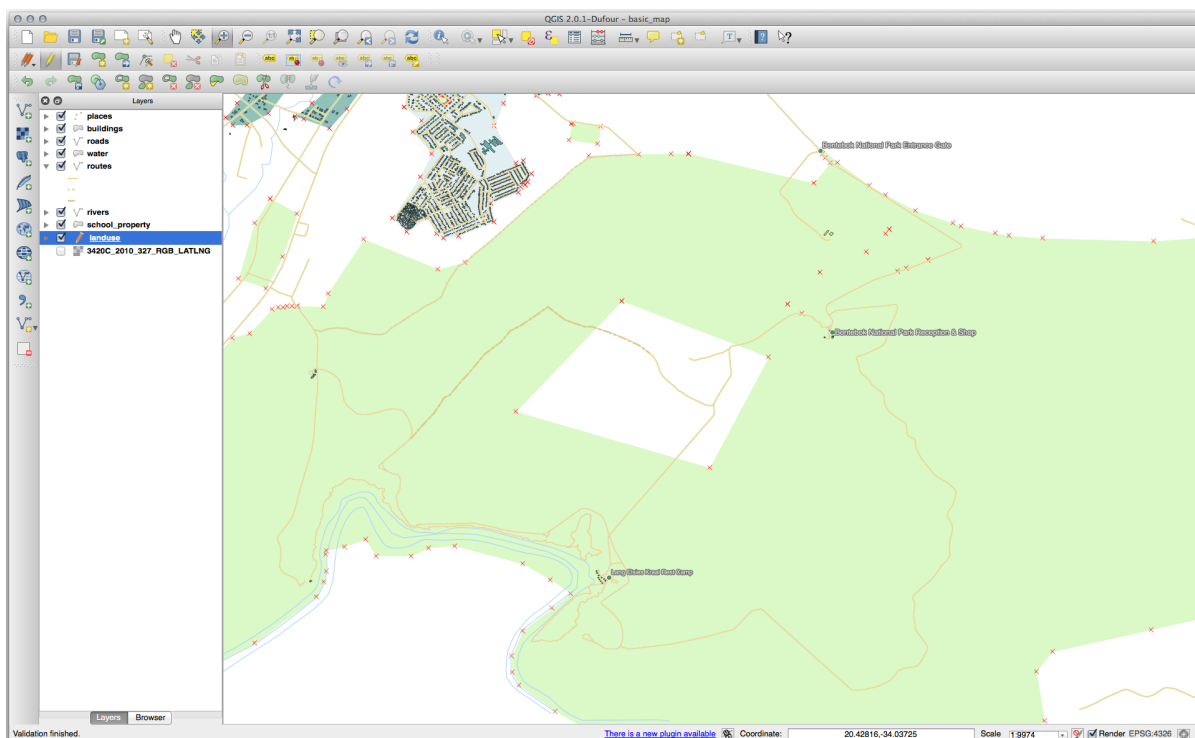 QGIS 2.0.1-Dufour - basic_map
Layers
places
buildings
roads
water
routes
rivers
school_property
landuse
3420C_2010_327_RGB_LATLNG
Bontebok National Park Entrance Gate
Bontebok National Park Reception & Shop
Lang Elsies Kraal Rest Camp
Layers Browser
Validation finished. There is a new plugin available Coordinate: 20.42816,-34.03725 Scale 1:9974 Render EPSG:4326